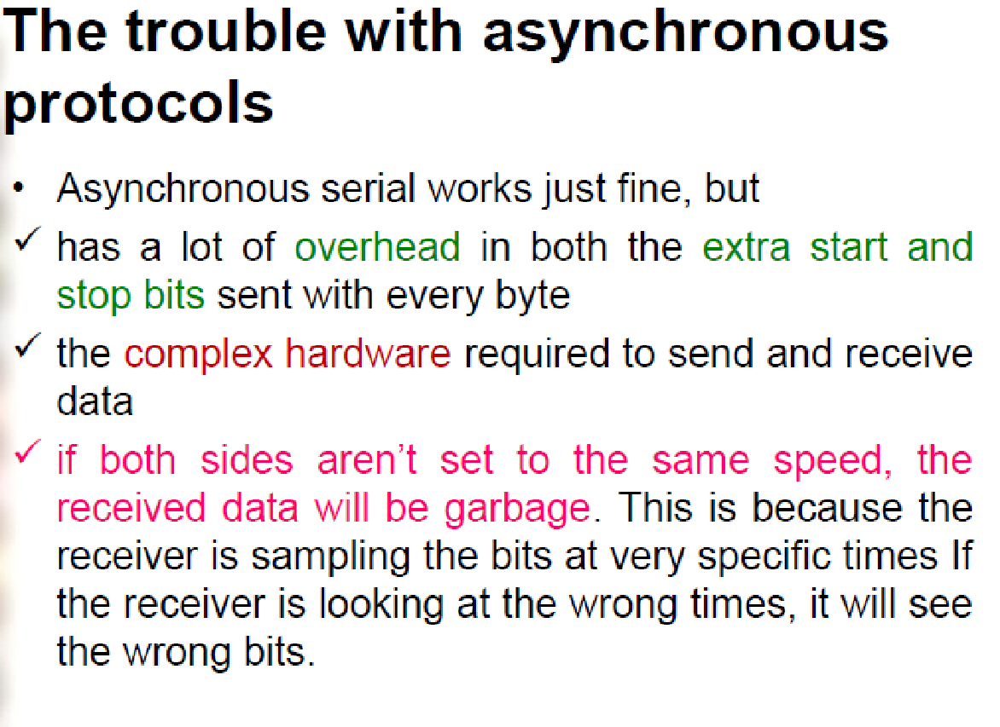 The trouble with asynchronous
protocols
• Asynchronous serial works just fine, but
✓ has a lot of overhead in both the extra start and
stop bits sent with every byte
✓ the complex hardware required to send and receive
data
✓ if both sides aren’t set to the same speed, the
received data will be garbage. This is because the
receiver is sampling the bits at very specific times If
the receiver is looking at the wrong times, it will see
the wrong bits.